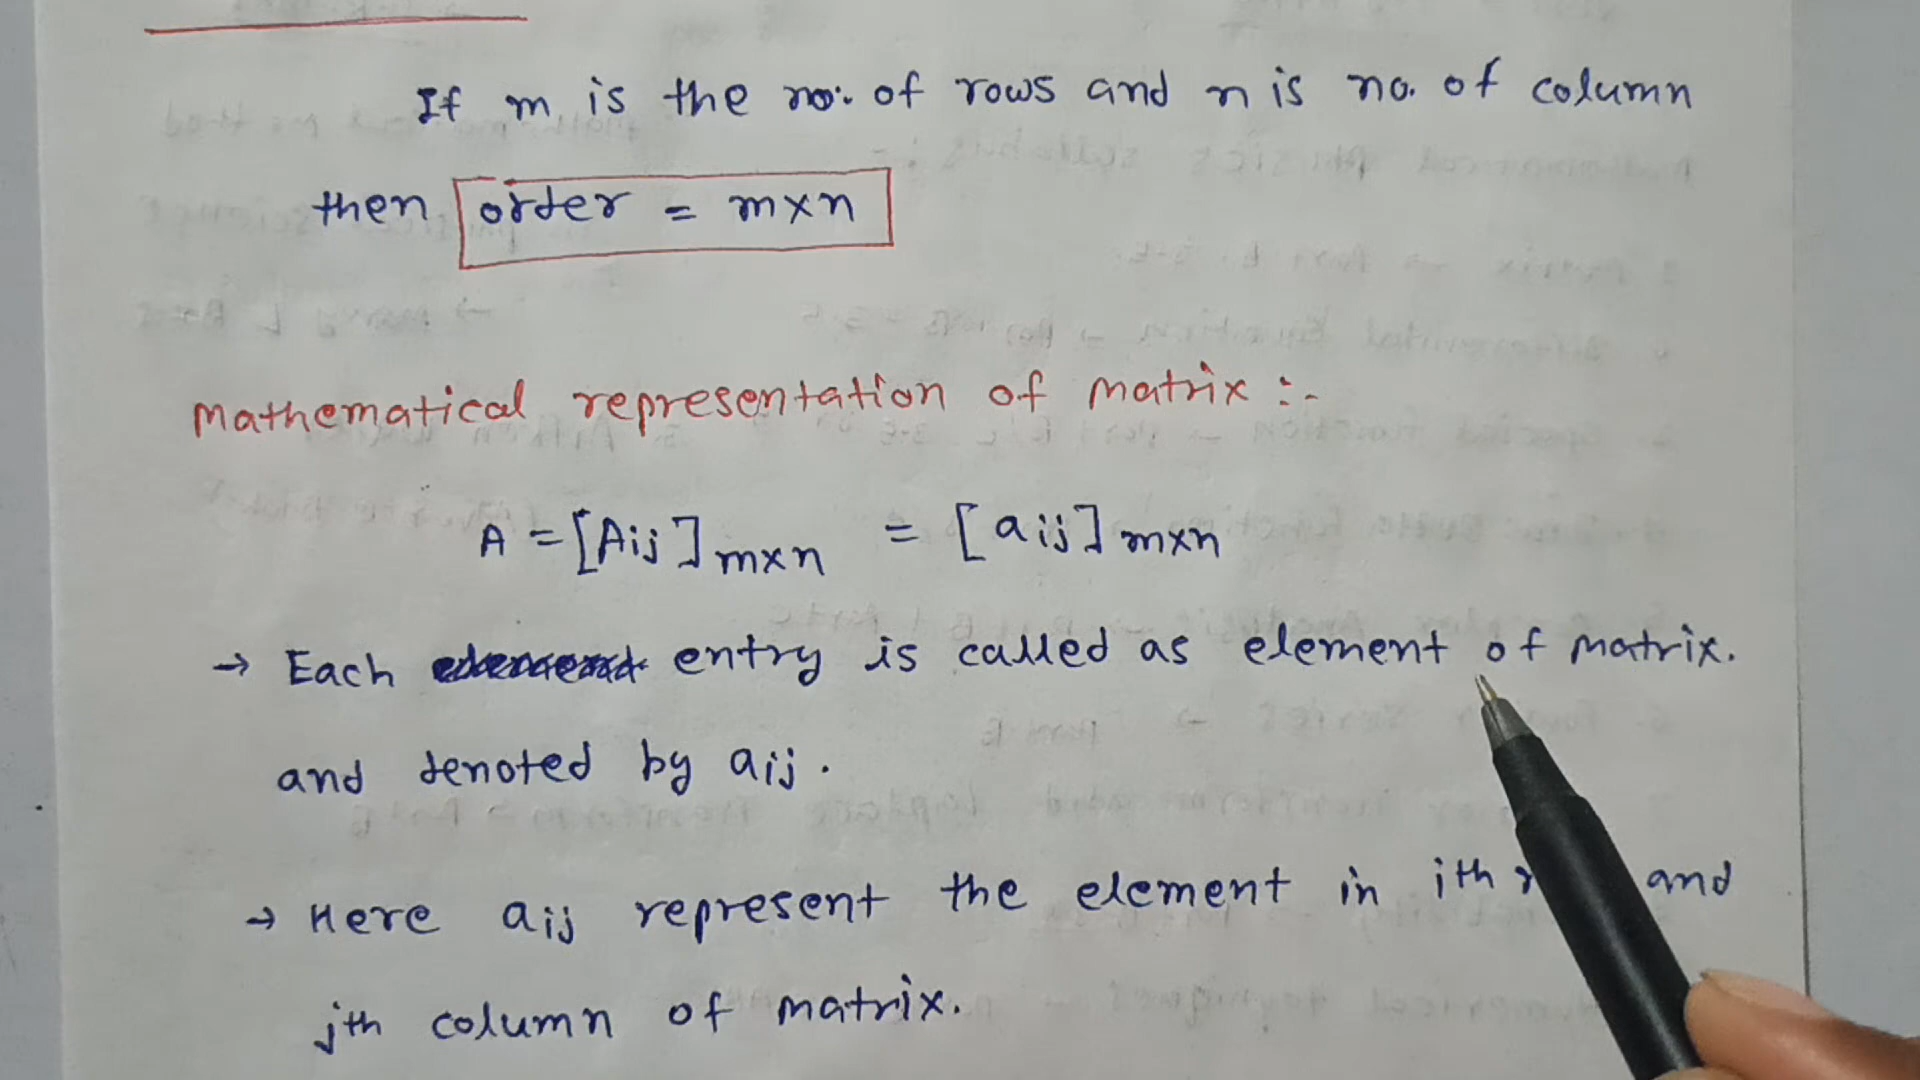 If m is the no. of rows and n is no. of column
then order = m×n
Mathematical representation of matrix :-
A = [Aij]m×n = [aij]m×n
→ Each entry is called as element of matrix.
and denoted by aij.
→ Here aij represent the element in ith and
jth column of matrix.